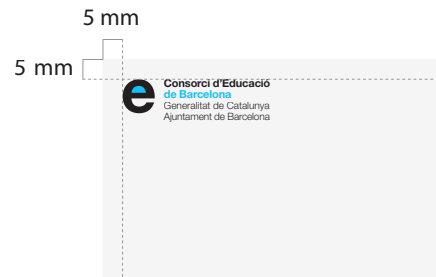 5 mm
5 mm
e
Consorci d'Educació
de Barcelona
Generalitat de Catalunya
Ajuntament de Barcelona